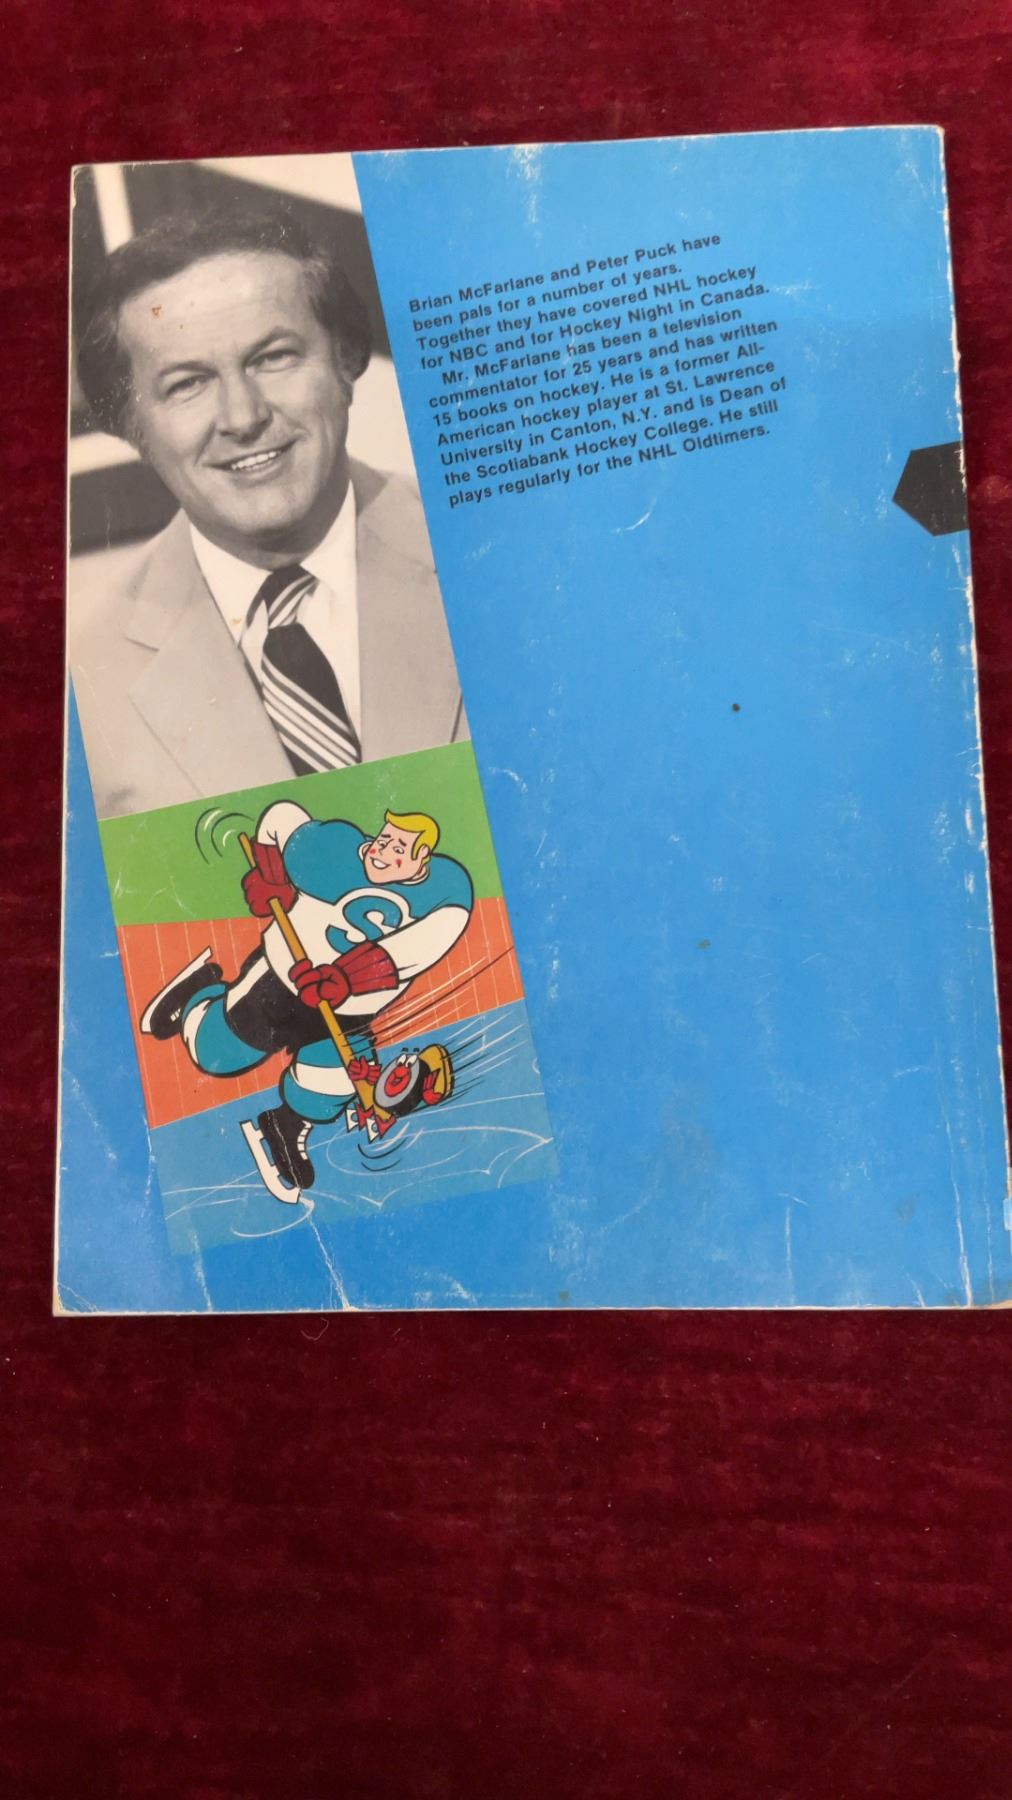 Brian McFarlane and Peter Puck have
been pals for a number of years.
Together they have covered NHL hockey
for NBC and for Hockey Night in Canada.
Mr. McFarlane has been a television
commentator for 25 years and has written
15 books on hockey. He is a former All-
American hockey player at St. Lawrence
University in Canton, N.Y. and is Dean of
the Scotiabank Hockey College. He still
plays regularly for the NHL Oldtimers.
S